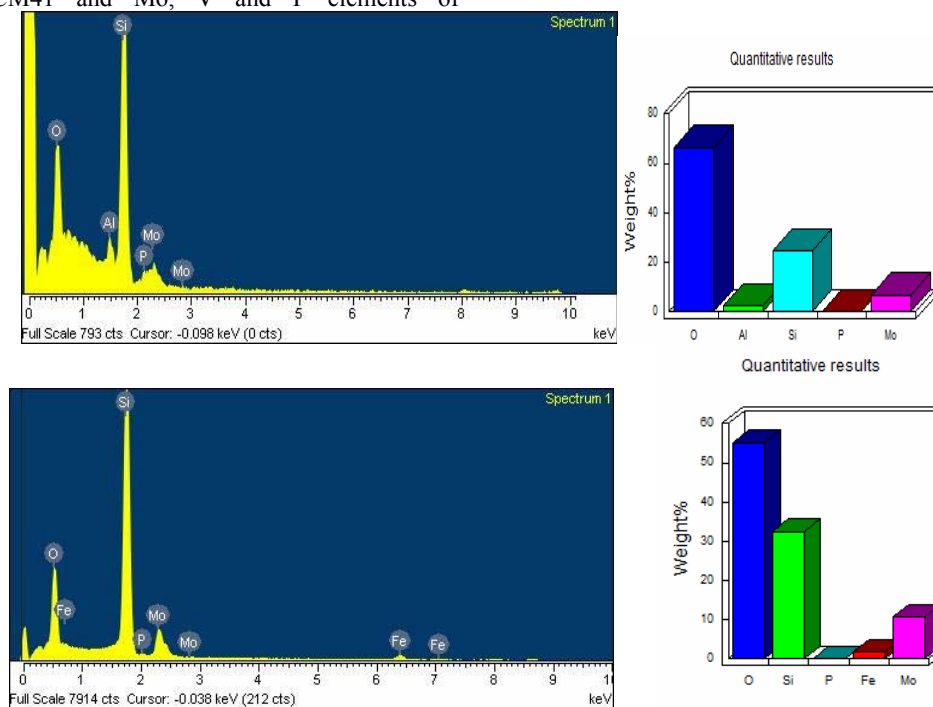 CM41 and Mo, V and P elements of
Spectrum 1
Si
O
Al
Mo
P
Mo
0 1 2 3 4 5 6 7 8 9 10
Full Scale 793 cts Cursor: -0.098 keV (0 cts) keV
Quantitative results
Weight%
80
60
40
20
0
O Al Si P Mo
Spectrum 1
Si
O
Fe
Mo
P
Mo
Fe
Fe
0 1 2 3 4 5 6 7 8 9 1
Full Scale 7914 cts Cursor: -0.038 keV (212 cts) keV
Quantitative results
Weight%
60
50
40
30
20
10
0
O Si P Fe Mo